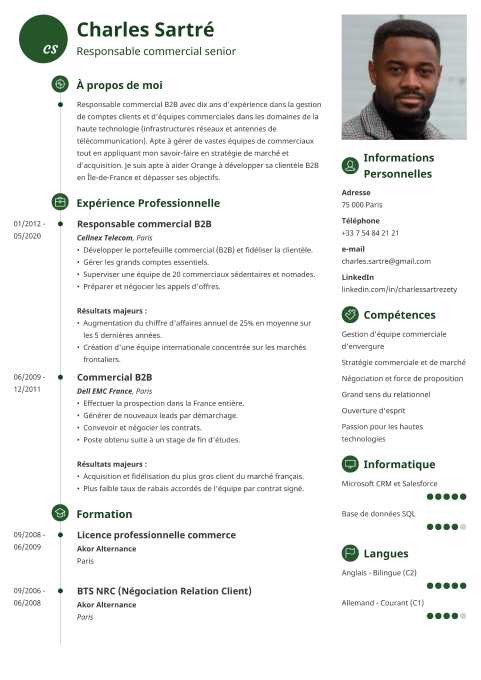 cs
Charles Sartré
Responsable commercial senior
À propos de moi
Responsable commercial B2B avec dix ans d'expérience dans la gestion
de comptes clients et d'équipes commerciales dans les domaines de la
haute technologie (infrastructures réseaux et antennes de
télécommunication). Apte à gérer de vastes équipes de commerciaux
tout en appliquant mon savoir-faire en stratégie de marché et
d'acquisition. Je suis apte à aider Orange à développer sa clientèle B2B
en Île-de-France et dépasser ses objectifs.
Expérience Professionnelle
01/2012 -
05/2020
Responsable commercial B2B
Cellnex Telecom, Paris
• Développer le portefeuille commercial (B2B) et fidéliser la clientèle.
• Gérer les grands comptes essentiels.
• Superviser une équipe de 20 commerciaux sédentaires et nomades.
• Préparer et négocier les appels d'offres.
Résultats majeurs :
• Augmentation du chiffre d'affaires annuel de 25% en moyenne sur
les 5 dernières années.
• Création d'une équipe internationale concentrée sur les marchés
frontaliers.
06/2009 -
12/2011
Commercial B2B
Dell EMC France, Paris
• Effectuer la prospection dans la France entière.
• Générer de nouveaux leads par démarchage.
• Convevoir et négocier les contrats.
• Poste obtenu suite à un stage de fin d'études.
Résultats majeurs :
• Acquisition et fidélisation du plus gros client du marché français.
• Plus faible taux de rabais accordés de l'équipe par contrat signé.
Formation
09/2008 -
06/2009
Licence professionnelle commerce
Akor Alternance
Paris
09/2006 -
06/2008
BTS NRC (Négociation Relation Client)
Akor Alternance
Paris
Informations
Personnelles
Adresse
75 000 Paris
Téléphone
+33 7 54 84 21 21
e-mail
charles.sartre@gmail.com
LinkedIn
linkedin.com/in/charlessartrezety
Compétences
Gestion d'équipe commerciale
d'envergure
Stratégie commerciale et de marché
Négociation et force de proposition
Grand sens du relationnel
Ouverture d'esprit
Passion pour les hautes
technologies
Informatique
Microsoft CRM et Salesforce
Base de données SQL
Langues
Anglais - Bilingue (C2)
Allemand - Courant (C1)